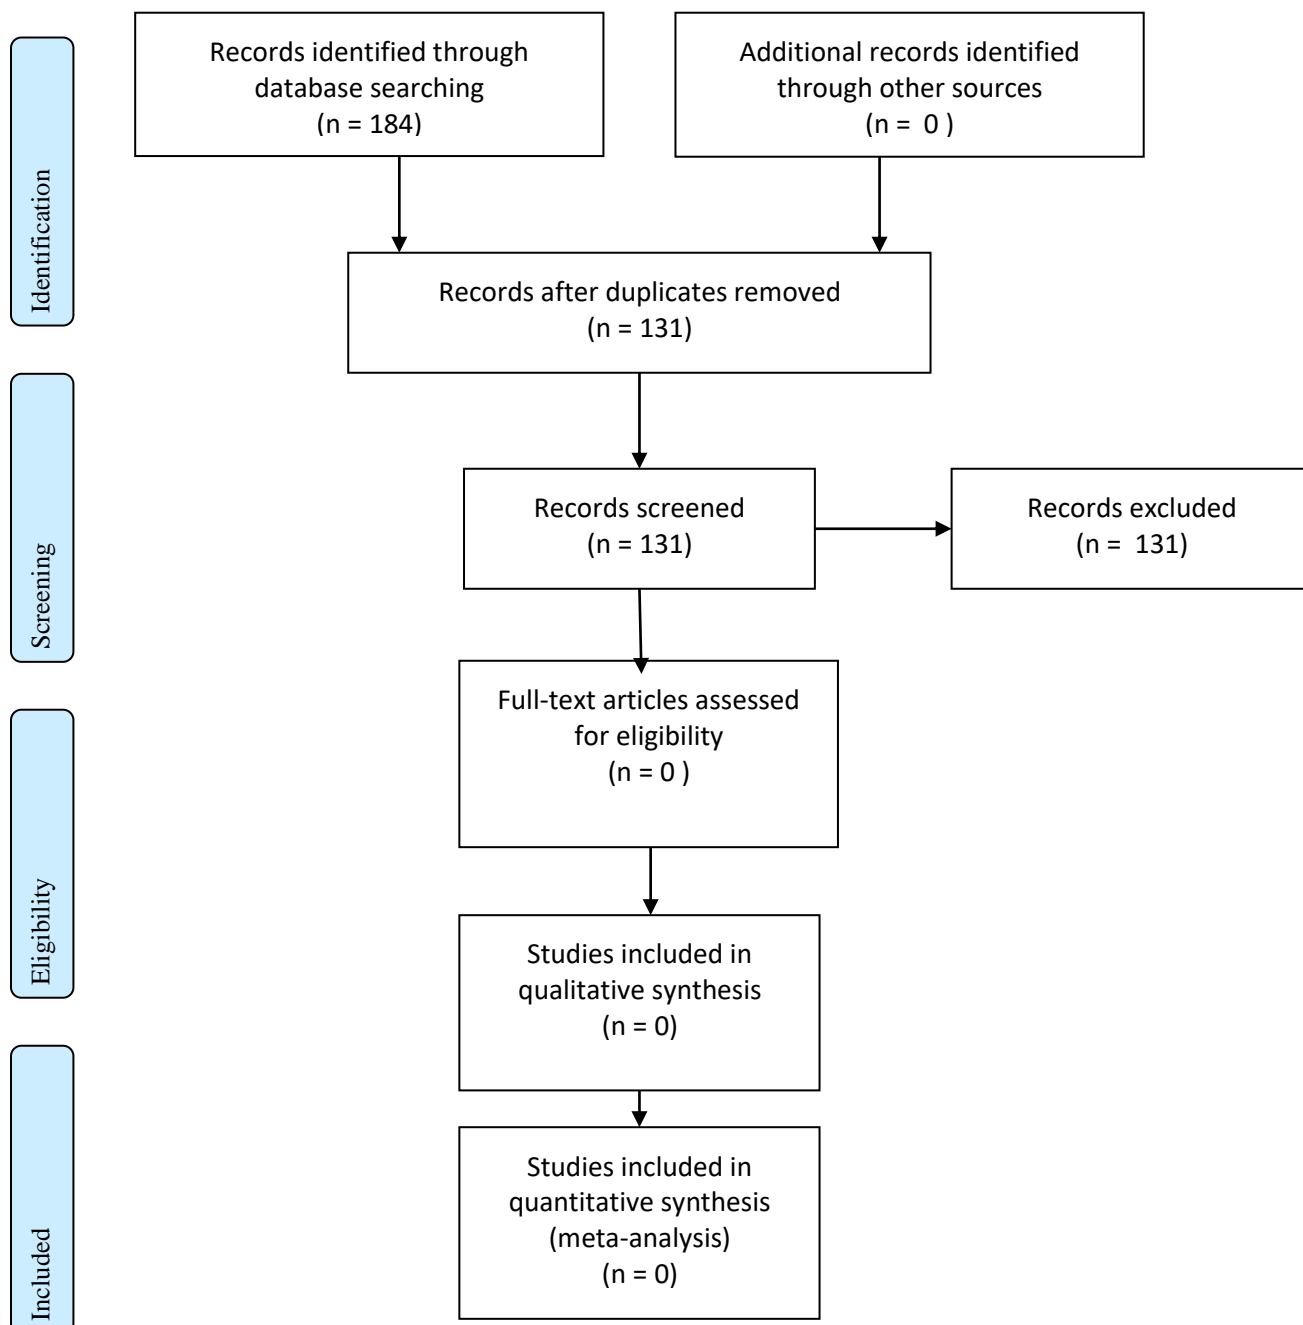 Records identified through
database searching
(n = 184)
Additional records identified
through other sources
(n =  0 )
Identification
Records after duplicates removed
(n = 131)
Screening
Records screened
(n = 131)
Records excluded
(n =  131)
Full-text articles assessed
for eligibility
(n = 0 )
Eligibility
Studies included in
qualitative synthesis
(n = 0)
Included
Studies included in
quantitative synthesis
(meta-analysis)
(n = 0)